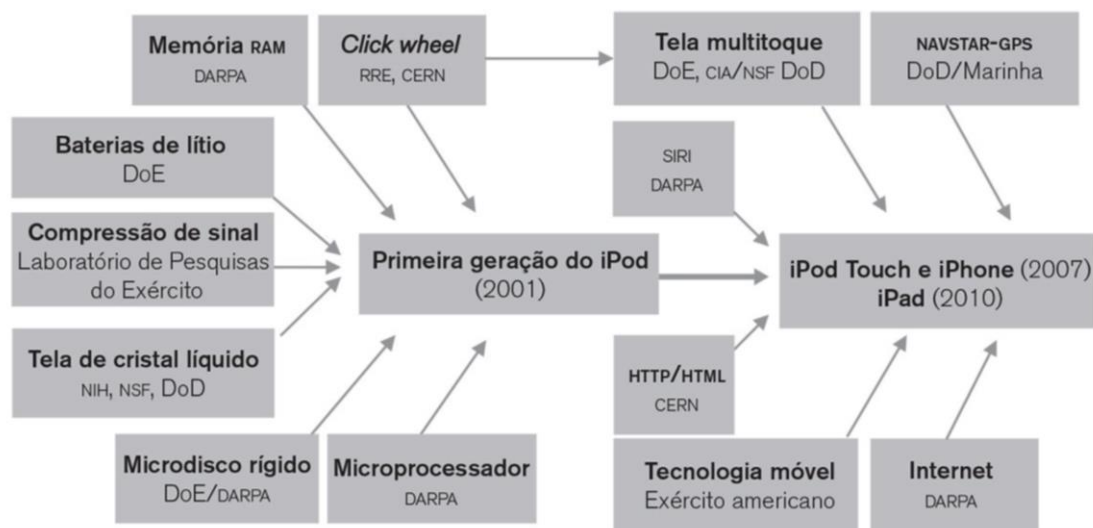 Memória RAM
DARPA
Click wheel
RRE, CERN
Tela multitoque
DoE, CIA/NSF DoD
NAVSTAR-GPS
DoD/Marinha
Baterias de lítio
DoE
SIRI
DARPA
Compressão de sinal
Laboratório de Pesquisas
do Exército
Primeira geração do iPod
(2001)
iPod Touch e iPhone (2007)
iPad (2010)
Tela de cristal líquido
NIH, NSF, DoD
HTTP/HTML
CERN
Microdisco rígido
DoE/DARPA
Microprocessador
DARPA
Tecnologia móvel
Exército americano
Internet
DARPA